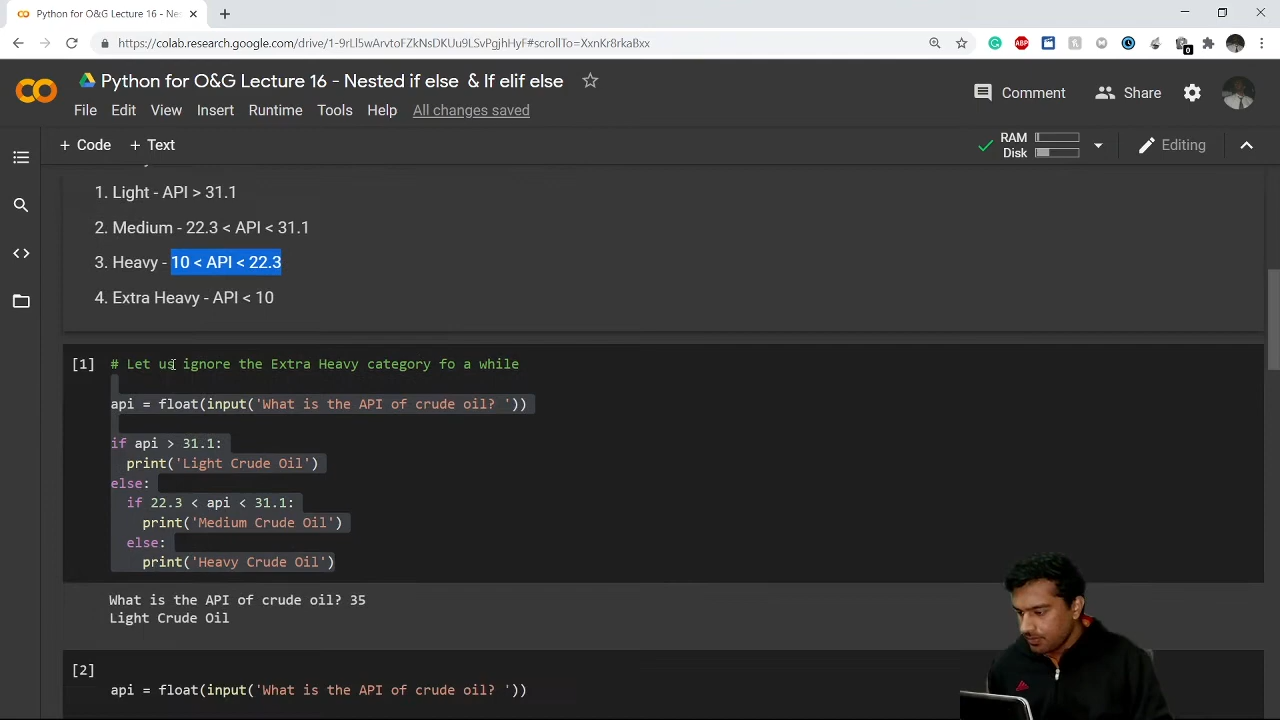 Python for O&G Lecture 16 - Nes
https://colab.research.google.com/drive/1-9rLl5wArvtoFZkNsDKUu9LSvPgjhHyF#scrollTo=XxnKr8rkaBxx
ABP
0
Python for O&G Lecture 16 - Nested if else & If elif else
Comment
Share
File Edit View Insert Runtime Tools Help All changes saved
+ Code + Text
RAM
Disk
Editing
1. Light - API > 31.1
2. Medium - 22.3 < API < 31.1
3. Heavy - 10 < API < 22.3
4. Extra Heavy - API < 10
[1] # Let us ignore the Extra Heavy category fo a while
api = float(input('What is the API of crude oil? '))
if api > 31.1:
print('Light Crude Oil')
else:
if 22.3 < api < 31.1:
print('Medium Crude Oil')
else:
print('Heavy Crude Oil')
What is the API of crude oil? 35
Light Crude Oil
[2]
api = float(input('What is the API of crude oil? '))